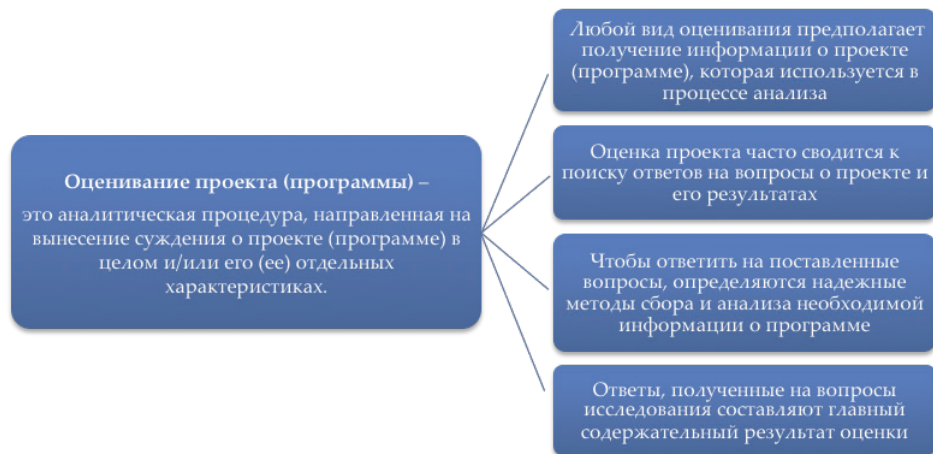 Оценивание проекта (программы) –
это аналитическая процедура, направленная на
вынесение суждения о проекте (программе) в
целом и/или его (ее) отдельных
характеристиках.
Любой вид оценивания предполагает
получение информации о проекте
(программе), которая используется в
процессе анализа
Оценка проекта часто сводится к
поиску ответов на вопросы о проекте и
его результатах
Чтобы ответить на поставленные
вопросы, определяются надежные
методы сбора и анализа необходимой
информации о программе
Ответы, полученные на вопросы
исследования составляют главный
содержательный результат оценки